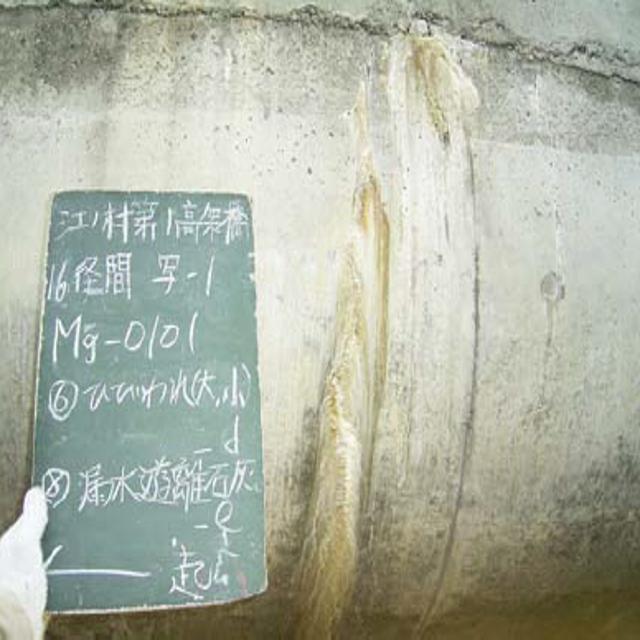 江ノ村第1高架橋
16径間 写-1
Mg-0101
⑥ひびわれ(大,小)
-d
⑧漏水遊離石灰
-e
起